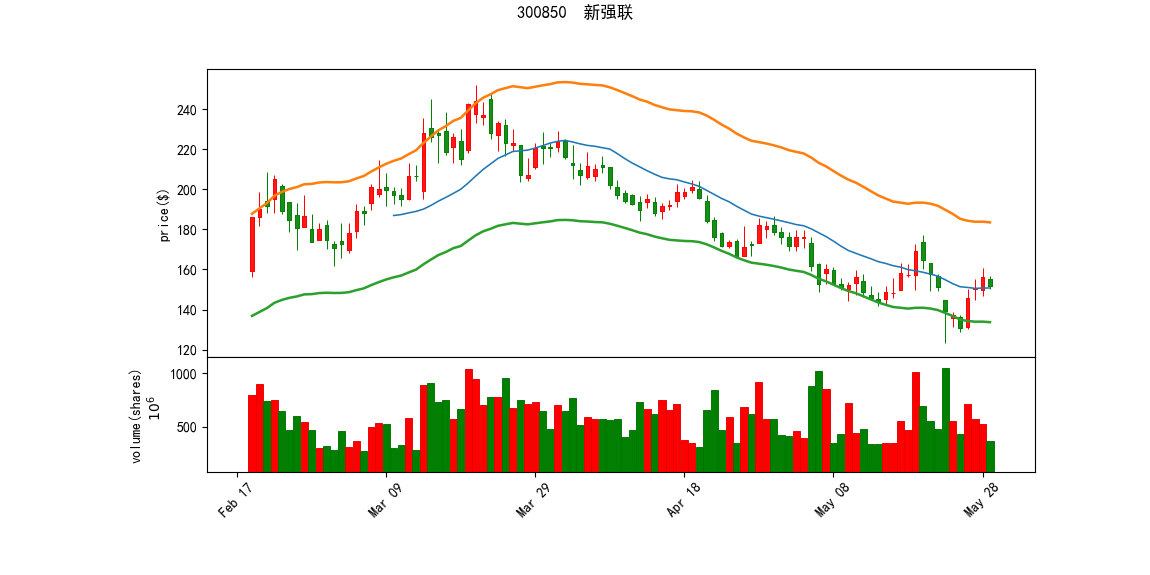 300850 新强联
price($)
240
220
200
180
160
140
120
volume(shares)
10^6
1000
500
Feb 17
Mar 09
Mar 29
Apr 18
May 08
May 28